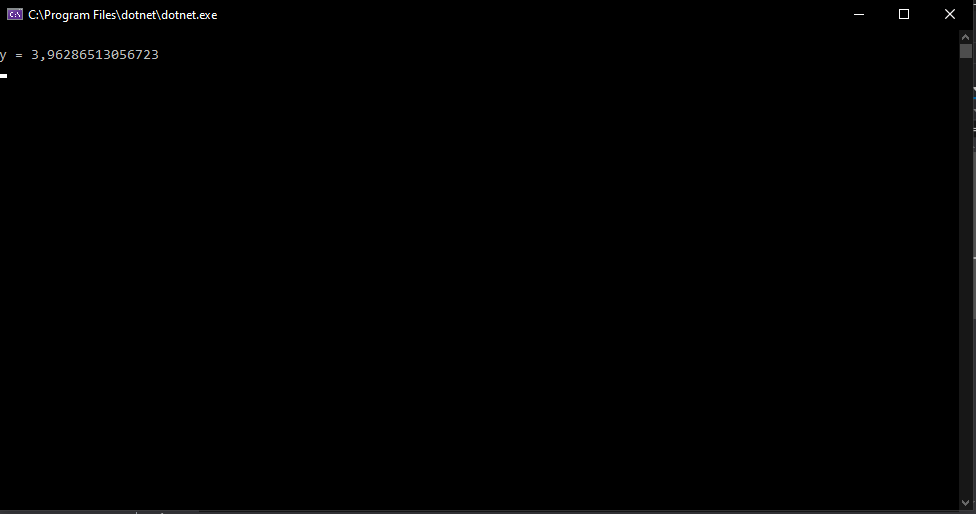 C:\Program Files\dotnet\dotnet.exe
y = 3,96286513056723